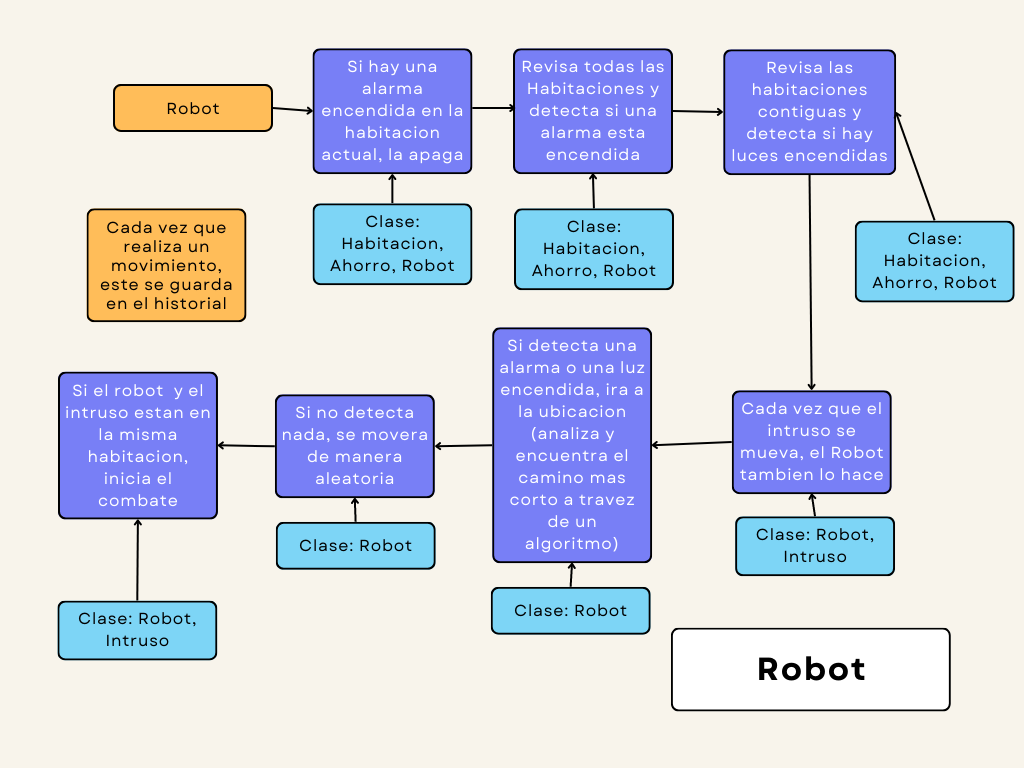 Robot
Si hay una
alarma
encendida en la
habitacion
actual, la apaga
Revisa todas las
Habitaciones y
detecta si una
alarma esta
encendida
Revisa las
habitaciones
contiguas y
detecta si hay
luces encendidas
Clase:
Habitacion,
Ahorro, Robot
Clase:
Habitacion,
Ahorro, Robot
Clase:
Habitacion,
Ahorro, Robot
Cada vez que
realiza un
movimiento,
este se guarda
en el historial
Cada vez que el
intruso se
mueva, el Robot
tambien lo hace
Clase: Robot,
Intruso
Si detecta una
alarma o una luz
encendida, ira a
la ubicacion
(analiza y
encuentra el
camino mas
corto a travez
de un
algoritmo)
Clase: Robot
Si no detecta
nada, se movera
de manera
aleatoria
Clase: Robot
Si el robot  y el
intruso estan en
la misma
habitacion,
inicia el
combate
Clase: Robot,
Intruso
Robot